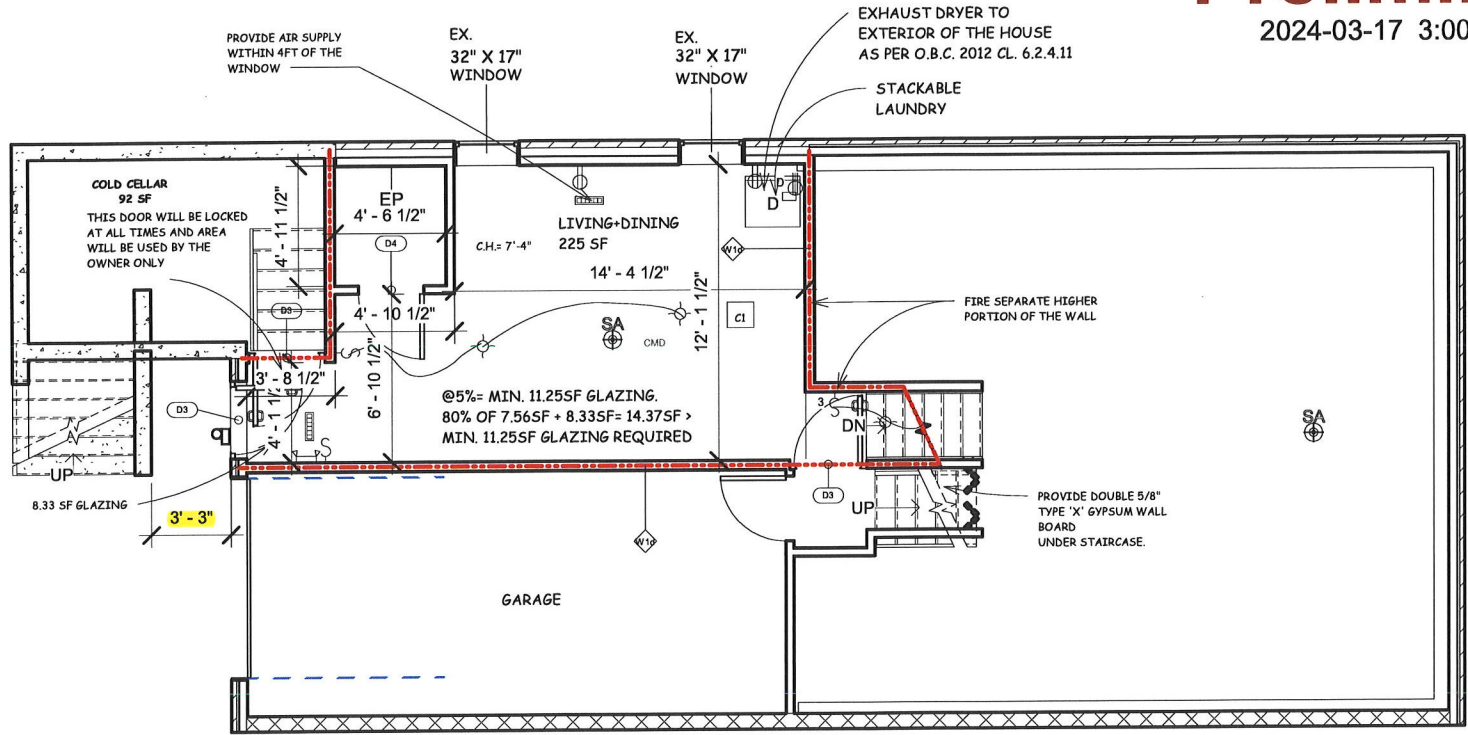 2024-03-17 3:00
PROVIDE AIR SUPPLY
WITHIN 4FT OF THE
WINDOW
EX.
32" X 17"
WINDOW
EX.
32" X 17"
WINDOW
EXHAUST DRYER TO
EXTERIOR OF THE HOUSE
AS PER O.B.C. 2012 CL. 6.2.4.11
STACKABLE
LAUNDRY
COLD CELLAR
92 SF
THIS DOOR WILL BE LOCKED
AT ALL TIMES AND AREA
WILL BE USED BY THE
OWNER ONLY
4' - 11 1/2"
EP
4' - 6 1/2"
D4
C.H.= 7'-4"
LIVING+DINING
225 SF
14' - 4 1/2"
D
D
W1d
FIRE SEPARATE HIGHER
PORTION OF THE WALL
D3
4' - 10 1/2"
SA
CMD
12' - 1 1/2"
C1
S
3' - 8 1/2"
6' - 10 1/2"
4' - 1 1/2"
@5%= MIN. 11.25SF GLAZING.
80% OF 7.56SF + 8.33SF= 14.37SF >
MIN. 11.25SF GLAZING REQUIRED
D3
3
S
DN
SA
S
UP
8.33 SF GLAZING
3' - 3"
D3
UP
PROVIDE DOUBLE 5/8"
TYPE 'X' GYPSUM WALL
BOARD
UNDER STAIRCASE.
W1d
GARAGE